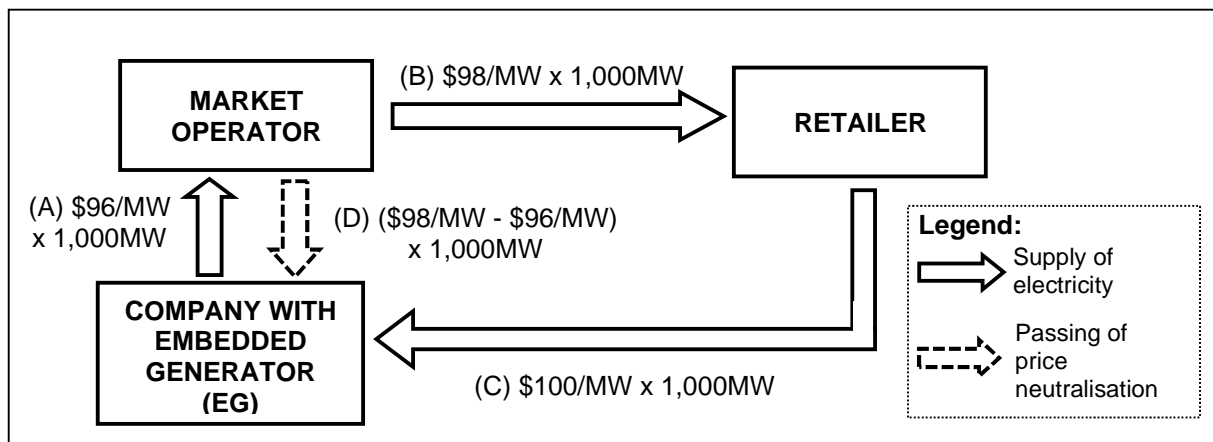 (B) $98/MW x 1,000MW
MARKET
OPERATOR
RETAILER
(A) $96/MW
x 1,000MW
(D) ($98/MW - $96/MW)
x 1,000MW
Legend:
Supply of
electricity
Passing of
price
neutralisation
COMPANY WITH
EMBEDDED
GENERATOR
(EG)
(C) $100/MW x 1,000MW